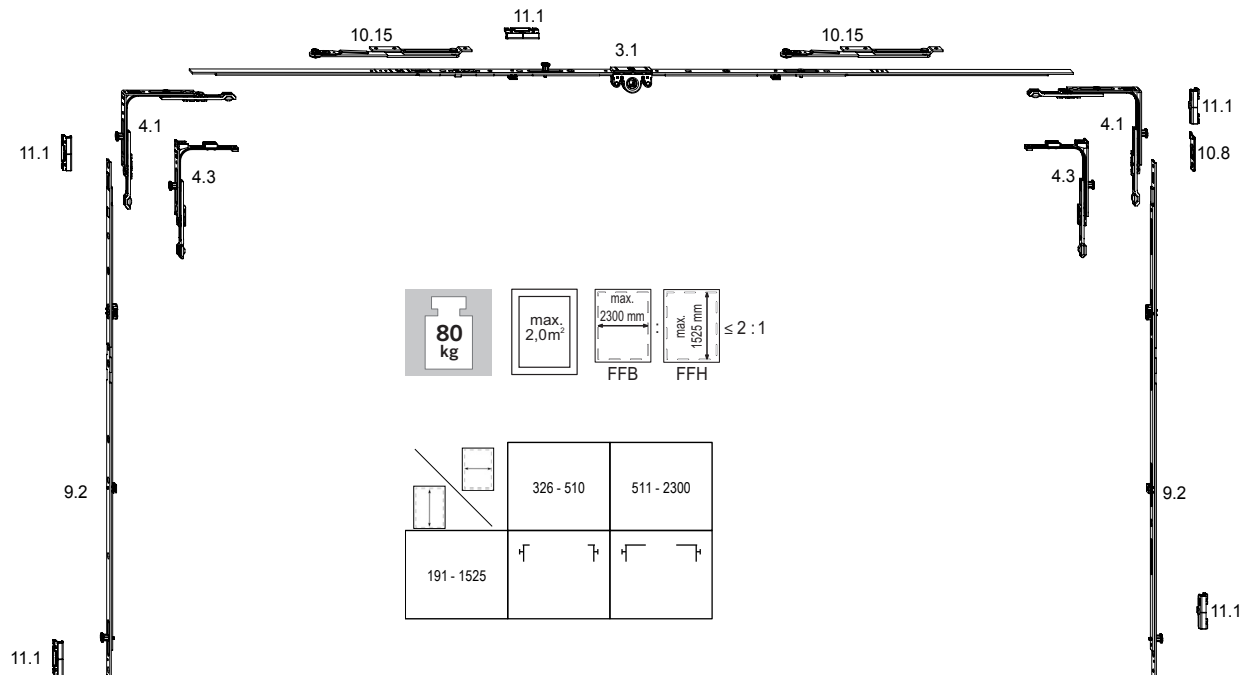 11.1
10.15
3.1
10.15
4.1
11.1
4.3
4.1
11.1
10.8
4.3
80
kg
max.
2,0m²
max.
2300 mm
:
max.
1525 mm
≤ 2 : 1
FFB
FFH
9.2
326 - 510
511 - 2300
9.2
191 - 1525
11.1
11.1